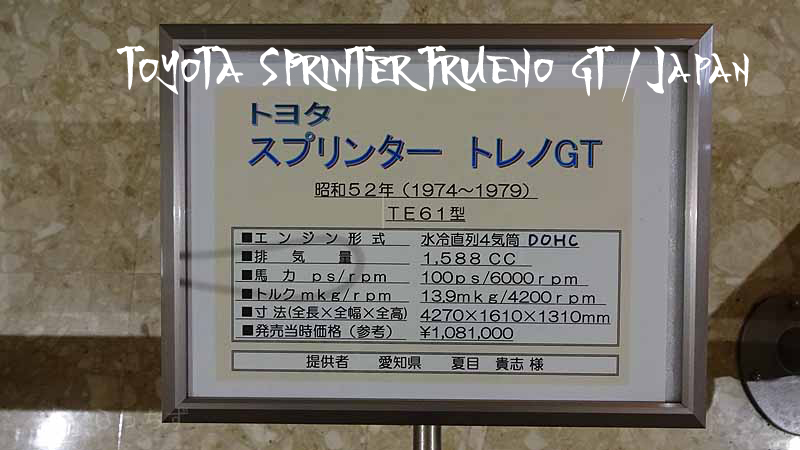 TOYOTA SPRINTER TRUENO GT / JAPAN
トヨタ
スプリンター トレノGT
昭和52年（1974～1979）
TE61型
■エンジン形式 水冷直列4気筒 DOHC
■排気量 1,588 CC
■馬力 ps/rpm 100ps/6000rpm
■トルクmkg/rpm 13.9mkg/4200rpm
■寸法(全長×全幅×全高) 4270×1610×1310mm
■発売当時価格（参考） ¥1,081,000
提供者 愛知県 夏目 貴志 様